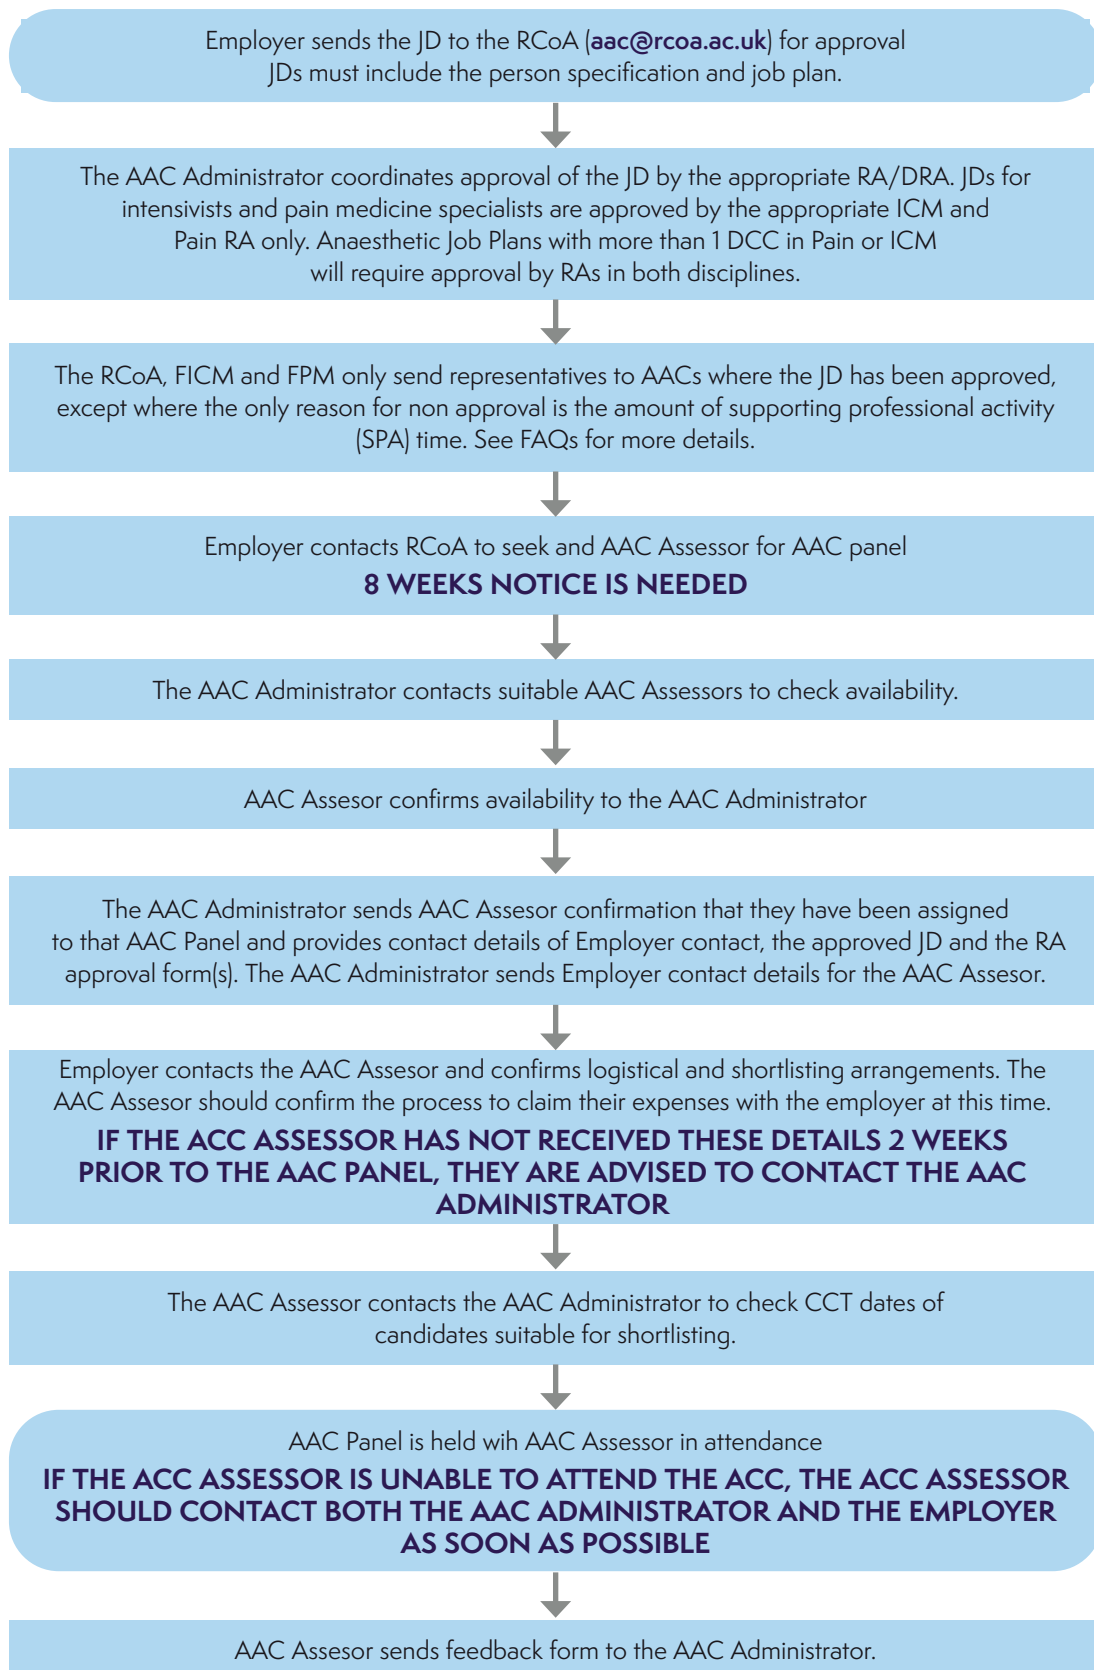 Employer sends the JD to the RCoA (aac@rcoa.ac.uk) for approval
JDs must include the person specification and job plan.
The AAC Administrator coordinates approval of the JD by the appropriate RA/DRA. JDs for
intensivists and pain medicine specialists are approved by the appropriate ICM and
Pain RA only. Anaesthetic Job Plans with more than 1 DCC in Pain or ICM
will require approval by RAs in both disciplines.
The RCoA, FICM and FPM only send representatives to AACs where the JD has been approved,
except where the only reason for non approval is the amount of supporting professional activity
(SPA) time. See FAQs for more details.
Employer contacts RCoA to seek and AAC Assessor for AAC panel
8 WEEKS NOTICE IS NEEDED
The AAC Administrator contacts suitable AAC Assessors to check availability.
AAC Assesor confirms availability to the AAC Administrator
The AAC Administrator sends AAC Assesor confirmation that they have been assigned
to that AAC Panel and provides contact details of Employer contact, the approved JD and the RA
approval form(s). The AAC Administrator sends Employer contact details for the AAC Assesor.
Employer contacts the AAC Assesor and confirms logistical and shortlisting arrangements. The
AAC Assesor should confirm the process to claim their expenses with the employer at this time.
IF THE ACC ASSESSOR HAS NOT RECEIVED THESE DETAILS 2 WEEKS
PRIOR TO THE AAC PANEL, THEY ARE ADVISED TO CONTACT THE AAC
ADMINISTRATOR
The AAC Assessor contacts the AAC Administrator to check CCT dates of
candidates suitable for shortlisting.
AAC Panel is held wih AAC Assessor in attendance
IF THE ACC ASSESSOR IS UNABLE TO ATTEND THE ACC, THE ACC ASSESSOR
SHOULD CONTACT BOTH THE AAC ADMINISTRATOR AND THE EMPLOYER
AS SOON AS POSSIBLE
AAC Assesor sends feedback form to the AAC Administrator.